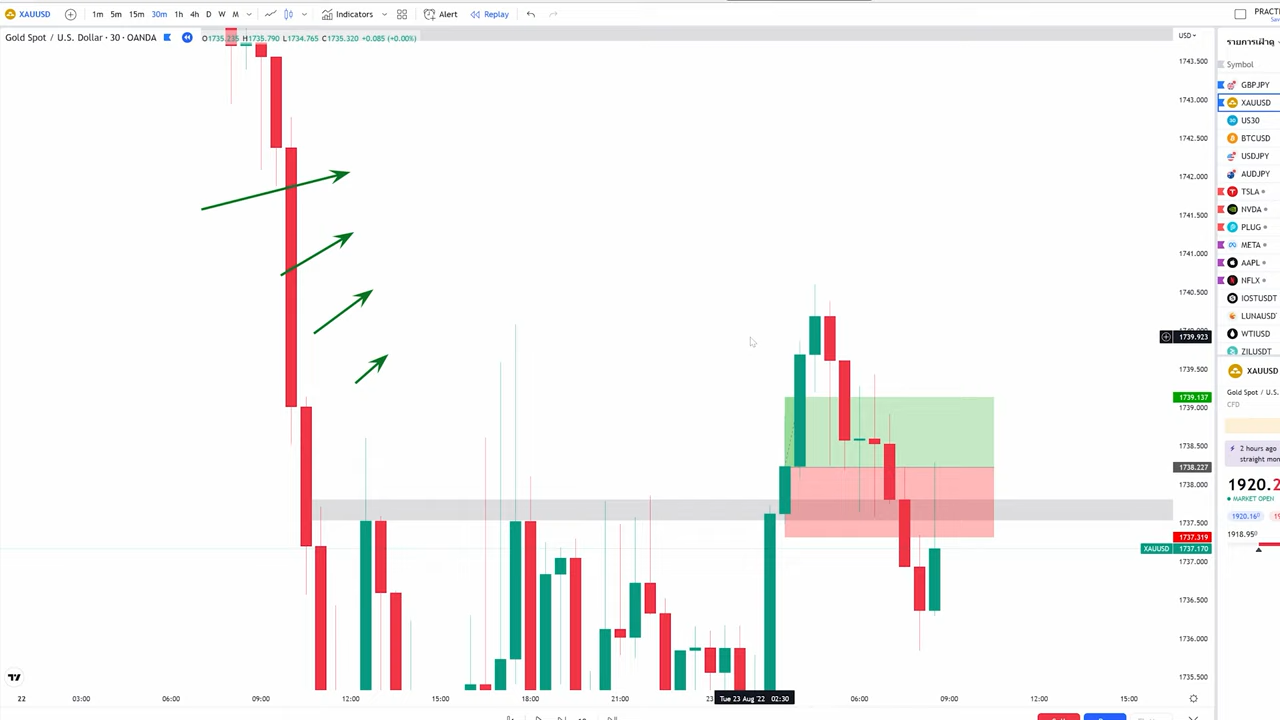 XAUUSD 1m 5m 15m 30m 1h 4h D W M Indicators Alert Replay PRACTI
Gold Spot / U.S. Dollar · 30 · OANDA O1735.235 H1735.790 L1734.765 C1735.320 +0.085 (+0.00%) USD
รายการเฝ้าดู
Symbol
1743.500
GBPJPY
1743.000
XAUUSD
US30
1742.500
BTCUSD
USDJPY
1742.000
AUDJPY
1741.500
TSLA
NVDA
PLUG
1741.000
META
AAPL
1740.500
NFLX
IOSTUSDT
LUNAUSDT
1739.923
WTIUSD
ZILUSDT
1739.500
XAUUSD
1739.137
Gold Spot / U.S.
CFD
1739.000
1738.500
2 hours ago
straight mon
1738.227
1738.000
1920.2
MARKET OPEN
1920.16
1737.500
1737.319
1918.95
XAUUSD 1737.170
1737.000
1736.500
1736.000
1735.500
22 03:00 06:00 09:00 12:00 15:00 18:00 21:00 23 Tue 23 Aug '22 02:30 06:00 09:00 12:00 15:00